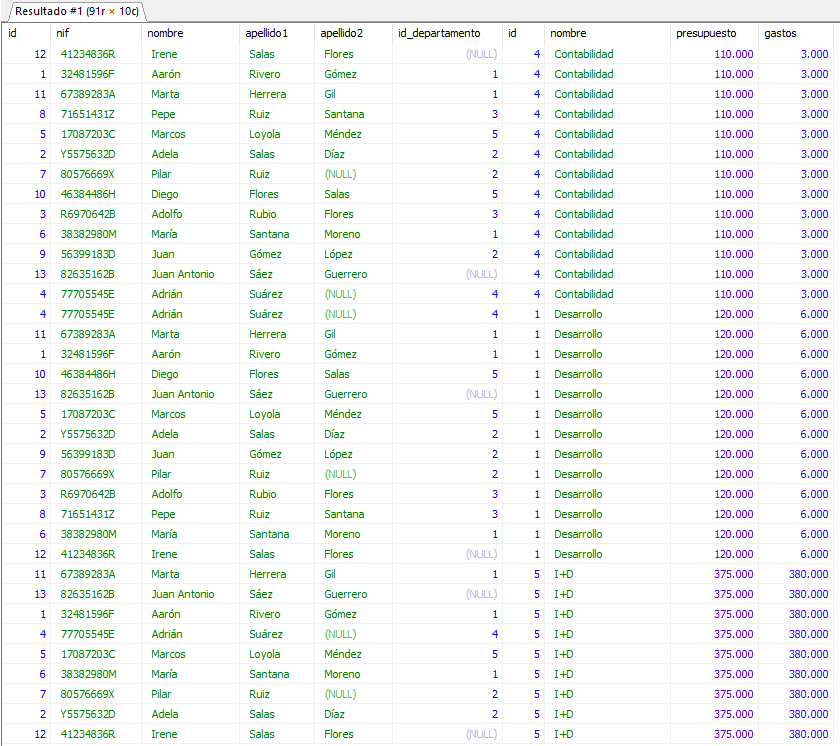 Resultado #1 (91r × 10c)
id nif nombre apellido1 apellido2 id_departamento id nombre presupuesto gastos
12 41234836R Irene Salas Flores (NULL) 4 Contabilidad 110.000 3.000
1 32481596F Aarón Rivero Gómez 1 4 Contabilidad 110.000 3.000
11 67389283A Marta Herrera Gil 1 4 Contabilidad 110.000 3.000
8 71651431Z Pepe Ruiz Santana 3 4 Contabilidad 110.000 3.000
5 17087203C Marcos Loyola Méndez 5 4 Contabilidad 110.000 3.000
2 Y5575632D Adela Salas Díaz 2 4 Contabilidad 110.000 3.000
7 80576669X Pilar Ruiz (NULL) 2 4 Contabilidad 110.000 3.000
10 46384486H Diego Flores Salas 5 4 Contabilidad 110.000 3.000
3 R6970642B Adolfo Rubio Flores 3 4 Contabilidad 110.000 3.000
6 38382980M María Santana Moreno 1 4 Contabilidad 110.000 3.000
9 56399183D Juan Gómez López 2 4 Contabilidad 110.000 3.000
13 82635162B Juan Antonio Sáez Guerrero (NULL) 4 Contabilidad 110.000 3.000
4 77705545E Adrián Suárez (NULL) 4 4 Contabilidad 110.000 3.000
4 77705545E Adrián Suárez (NULL) 4 1 Desarrollo 120.000 6.000
11 67389283A Marta Herrera Gil 1 1 Desarrollo 120.000 6.000
1 32481596F Aarón Rivero Gómez 1 1 Desarrollo 120.000 6.000
10 46384486H Diego Flores Salas 5 1 Desarrollo 120.000 6.000
13 82635162B Juan Antonio Sáez Guerrero (NULL) 1 Desarrollo 120.000 6.000
5 17087203C Marcos Loyola Méndez 5 1 Desarrollo 120.000 6.000
2 Y5575632D Adela Salas Díaz 2 1 Desarrollo 120.000 6.000
9 56399183D Juan Gómez López 2 1 Desarrollo 120.000 6.000
7 80576669X Pilar Ruiz (NULL) 2 1 Desarrollo 120.000 6.000
3 R6970642B Adolfo Rubio Flores 3 1 Desarrollo 120.000 6.000
8 71651431Z Pepe Ruiz Santana 3 1 Desarrollo 120.000 6.000
6 38382980M María Santana Moreno 1 1 Desarrollo 120.000 6.000
12 41234836R Irene Salas Flores (NULL) 1 Desarrollo 120.000 6.000
11 67389283A Marta Herrera Gil 1 5 I+D 375.000 380.000
13 82635162B Juan Antonio Sáez Guerrero (NULL) 5 I+D 375.000 380.000
1 32481596F Aarón Rivero Gómez 1 5 I+D 375.000 380.000
4 77705545E Adrián Suárez (NULL) 4 5 I+D 375.000 380.000
5 17087203C Marcos Loyola Méndez 5 5 I+D 375.000 380.000
6 38382980M María Santana Moreno 1 5 I+D 375.000 380.000
7 80576669X Pilar Ruiz (NULL) 2 5 I+D 375.000 380.000
2 Y5575632D Adela Salas Díaz 2 5 I+D 375.000 380.000
12 41234836R Irene Salas Flores (NULL) 5 I+D 375.000 380.000